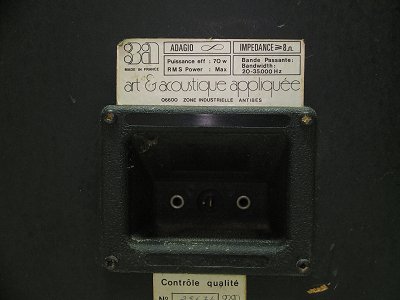 3a ADAGIO IMPEDANCE ≥ 8 Ω
MADE IN FRANCE
Puissance eff : 70 w
RMS Power : Max
Bande Passante:
Bandwidth:
20-35000 Hz
art & acoustique appliquée
06600 ZONE INDUSTRIELLE ANTIBES
Contrôle qualité
No